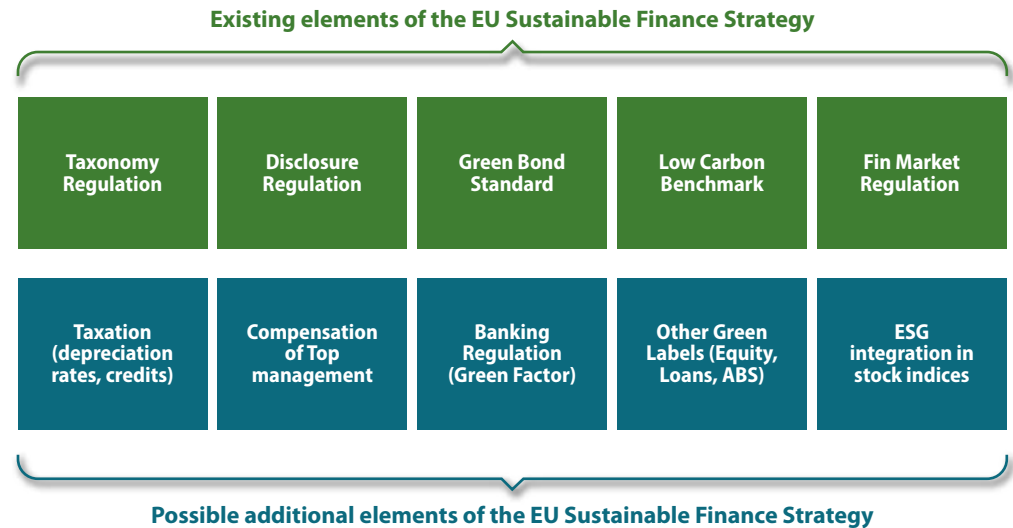 Existing elements of the EU Sustainable Finance Strategy
Taxonomy
Regulation
Disclosure
Regulation
Green Bond
Standard
Low Carbon
Benchmark
Fin Market
Regulation
Taxation
(depreciation
rates, credits)
Compensation
of Top
management
Banking
Regulation
(Green Factor)
Other Green
Labels (Equity,
Loans, ABS)
ESG
integration in
stock indices
Possible additional elements of the EU Sustainable Finance Strategy